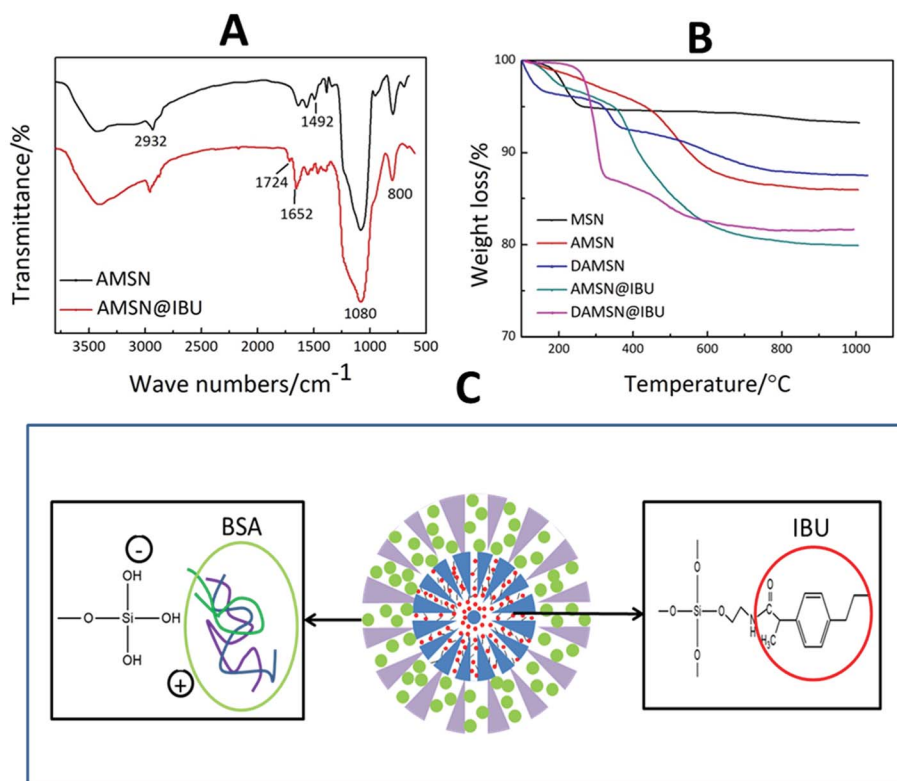 A
Transmittance/%
2932
1492
1724
1652
800
1080
AMSN
AMSN@IBU
3500 3000 2500 2000 1500 1000 500
Wave numbers/cm-1
B
Weight loss/%
100
90
80
70
MSN
AMSN
DAMSN
AMSN@IBU
DAMSN@IBU
200 400 600 800 1000
Temperature/°C
C
BSA
-
OH
O Si OH
OH
+
IBU
O
O Si O N
H
O
H3C
O